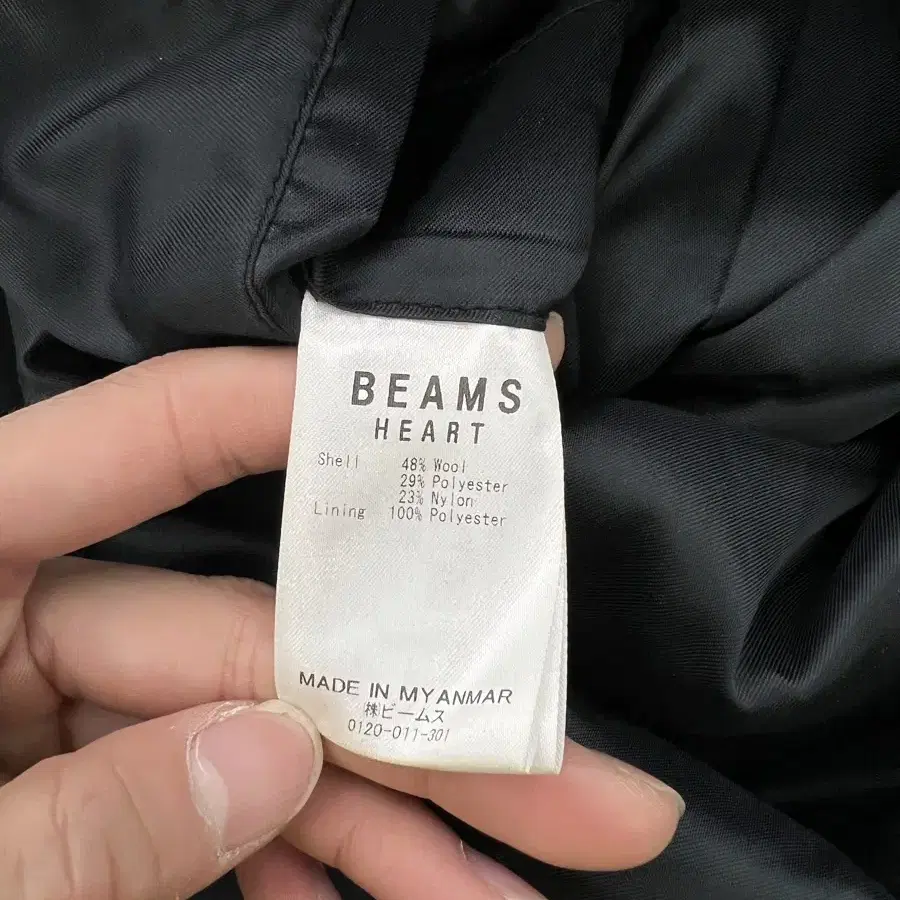 BEAMS
HEART
Shell 48% Wool
29% Polyester
23% Nylon
Lining 100% Polyester
MADE IN MYANMAR
㈱ビームス
0120-011-301